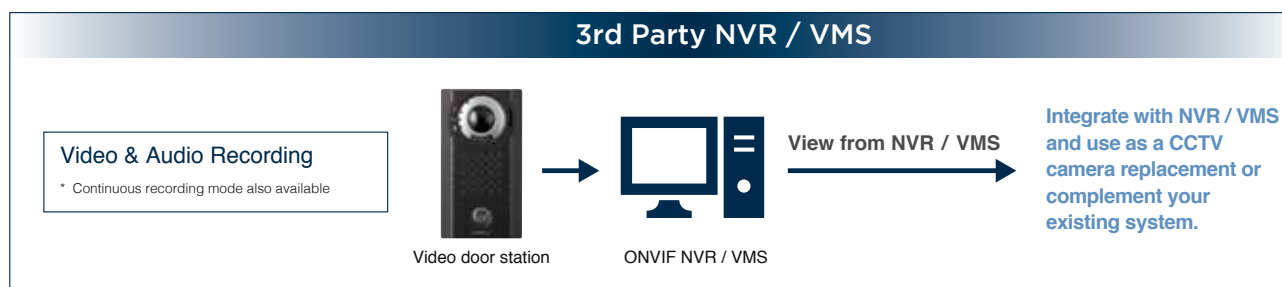 3rd Party NVR / VMS
Video & Audio Recording
* Continuous recording mode also available
Video door station
ONVIF NVR / VMS
View from NVR / VMS
Integrate with NVR / VMS
and use as a CCTV
camera replacement or
complement your
existing system.